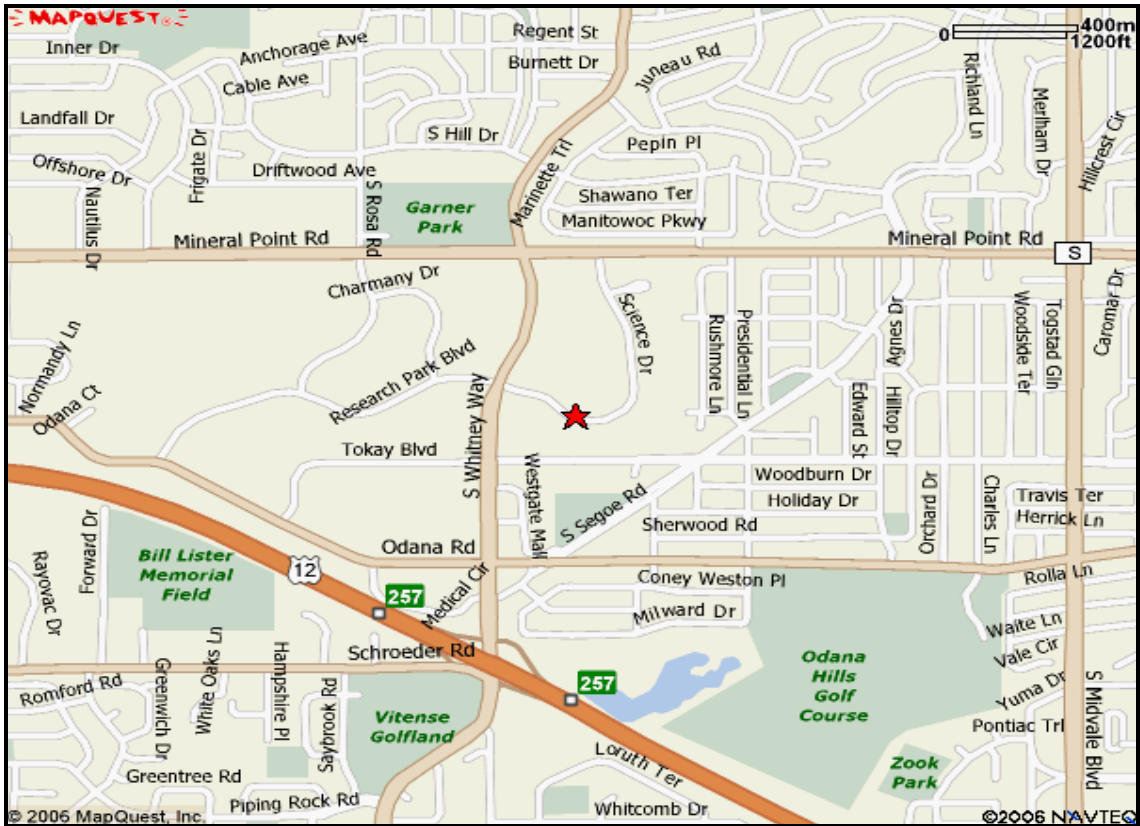 MAPQUEST
0 400m
1200ft
Inner Dr
Anchorage Ave
Regent St
Cable Ave
Burnett Dr
Juneau Rd
Richland Ln
Merlham Dr
Hillcrest Cir
Landfall Dr
S Hill Dr
Pepin Pl
Frigate Dr
Offshore Dr
Driftwood Ave
Marinette Trl
Shawano Ter
Nautilus Dr
S Rosa Rd
Garner
Park
Manitowoc Pkwy
Mineral Point Rd
Mineral Point Rd
S
Charmany Dr
Science Dr
Rushmore Ln
Presidential Ln
Agnes Dr
Woodside Ter
Togstad Gln
Caromar Dr
Normandy Ln
Odana Ct
Research Park Blvd
S Whitney Way
Edward St
Hilltop Dr
Tokay Blvd
Westgate Mall
S Segoe Rd
Woodburn Dr
Holiday Dr
Sherwood Rd
Orchard Dr
Charles Ln
Travis Ter
Herrick Ln
Forward Dr
Rayovac Dr
Bill Lister
Memorial
Field
12
Odana Rd
257
Medical Cir
Coney Weston Pl
Milward Dr
Rolla Ln
Waite Ln
Vale Cir
Schroeder Rd
257
Odana
Hills
Golf
Course
Yuma Dr
S Midvale Blvd
Pontiac Trl
Romford Rd
Greenwich Dr
White Oaks Ln
Hampshire Pl
Saybrook Rd
Vitense
Golfland
Loruth Ter
Zook
Park
Greentree Rd
Piping Rock Rd
Whitcomb Dr
© 2006 MapQuest, Inc.
©2006 NAVTEQ